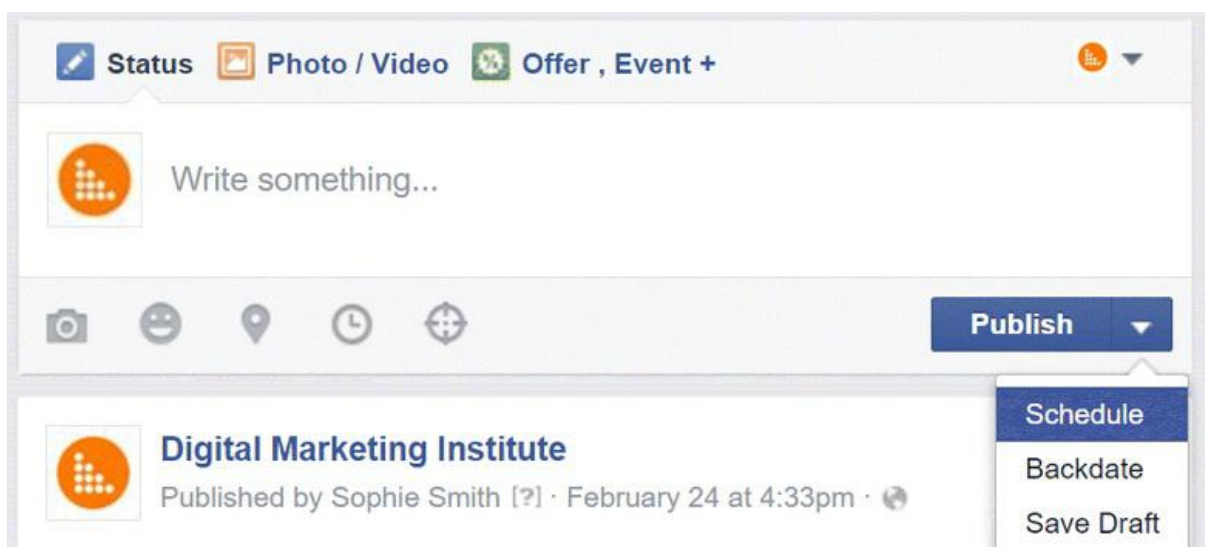 Status Photo / Video Offer , Event +
Write something...
Publish
Schedule
Digital Marketing Institute
Backdate
Published by Sophie Smith [?] · February 24 at 4:33pm ·
Save Draft